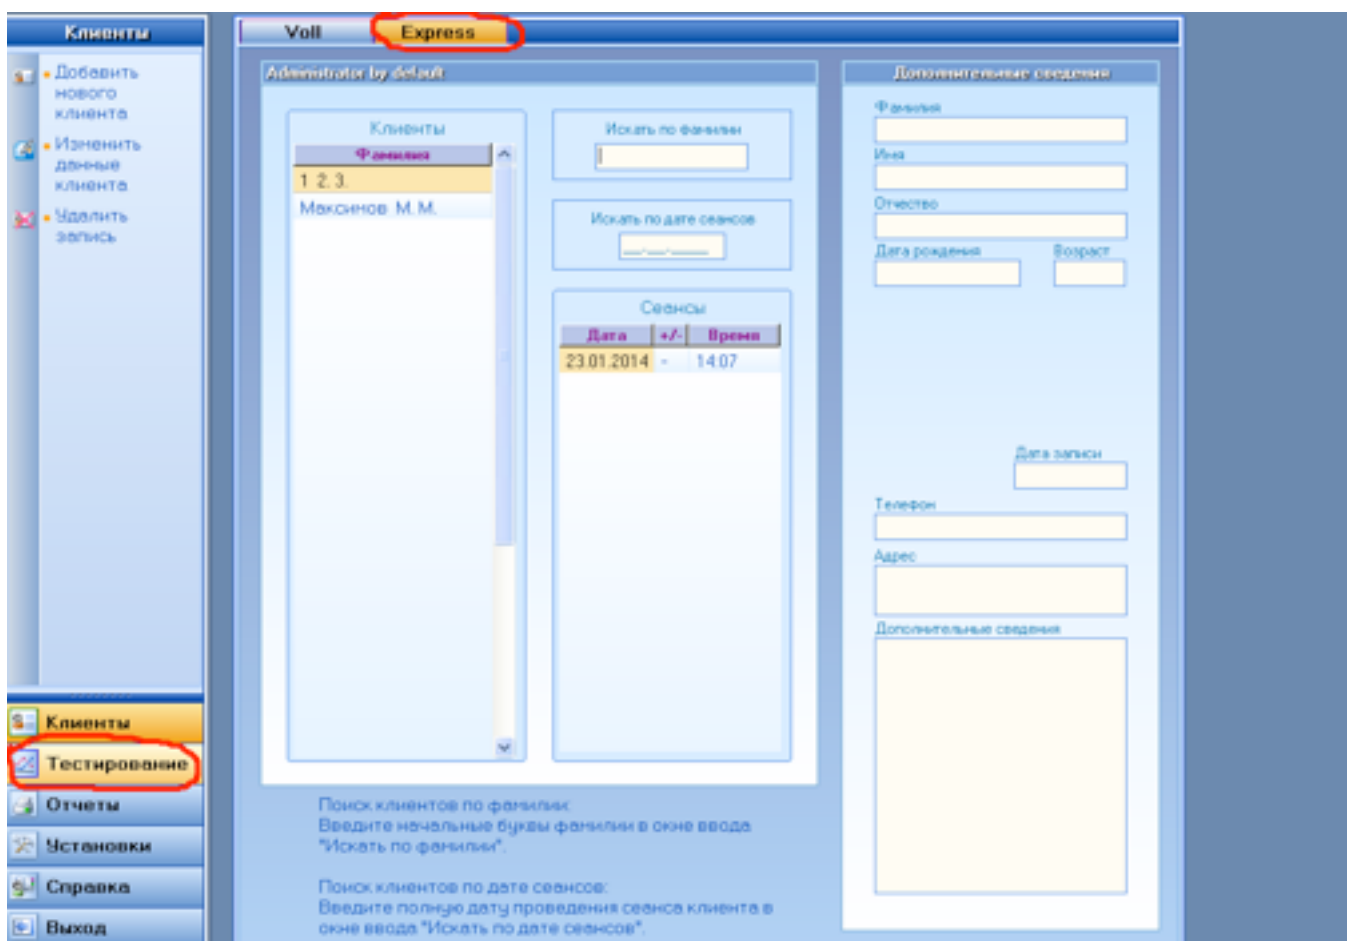 Клиенты
Добавить
нового
клиента
Изменить
данные
клиента
Удалить
запись
Клиенты
Тестирование
Отчеты
Установки
Справка
Выход
Voll
Express
Administrator by default
Клиенты
Фамилия
1 2. 3.
Максимов М. М.
Искать по фамилии
Искать по дате сеансов
__.__.____
Сеансы
Дата +/- Время
23.01.2014 - 14:07
Поиск клиентов по фамилии:
Введите начальные буквы фамилии в окне ввода
"Искать по фамилии".
Поиск клиентов по дате сеансов:
Введите полную дату проведения сеанса клиента в
окне ввода "Искать по дате сеансов".
Дополнительные сведения
Фамилия
Имя
Отчество
Дата рождения Возраст
Дата записи
Телефон
Адрес
Дополнительные сведения